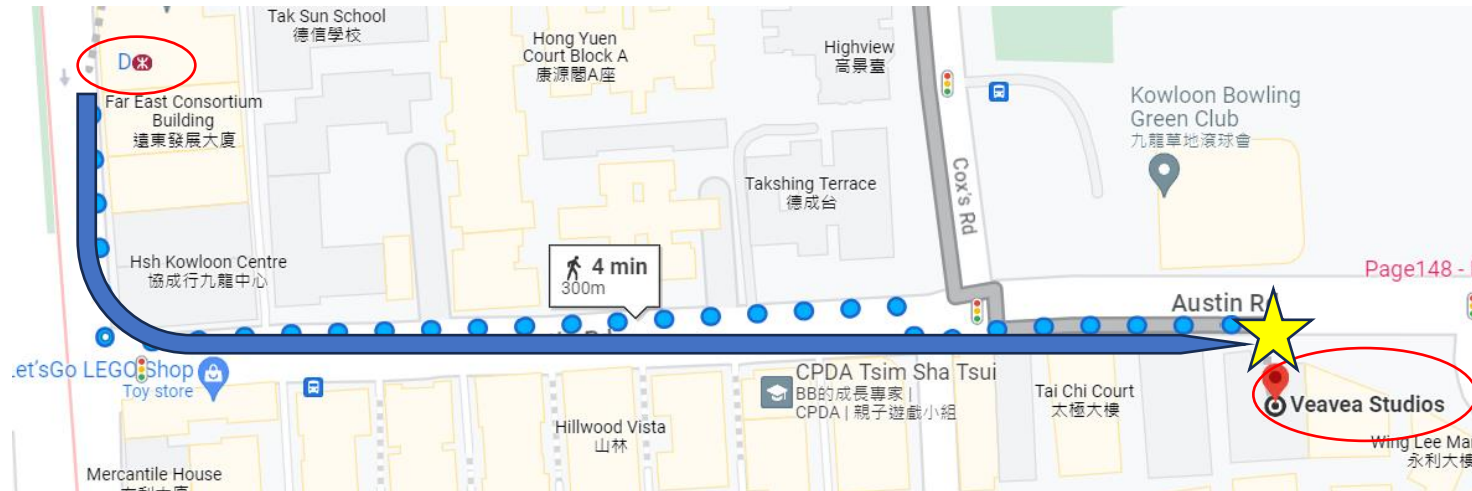 Tak Sun School
德信學校
D
Hong Yuen
Court Block A
康源閣A座
Highview
高景臺
Far East Consortium
Building
遠東發展大廈
Kowloon Bowling
Green Club
九龍草地滾球會
Takshing Terrace
德成台
Cox's Rd
Hsh Kowloon Centre
協成行九龍中心
4 min
300m
Page148 -
Austin R
Let'sGo LEGO Shop
Toy store
CPDA Tsim Sha Tsui
BB的成長專家 |
CPDA | 親子遊戲小組
Tai Chi Court
太極大樓
Veavea Studios
Hillwood Vista
山林
Wing Lee Ma
永利大樓
Mercantile House